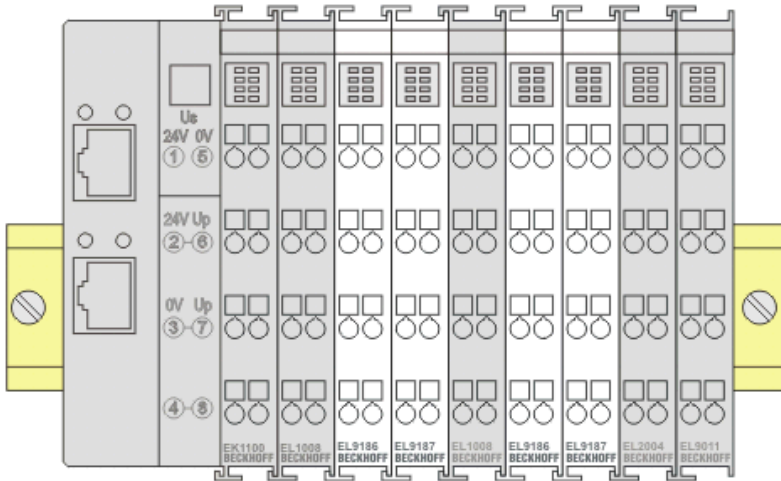 Us
24V 0V
1 5
24V Up
2 6
0V Up
3 7
4 8
EK1100 EL1008 EL9186 EL9187 EL1008 EL9186 EL9187 EL2004 EL9011
BECKHOFF BECKHOFF BECKHOFF BECKHOFF BECKHOFF BECKHOFF BECKHOFF BECKHOFF BECKHOFF